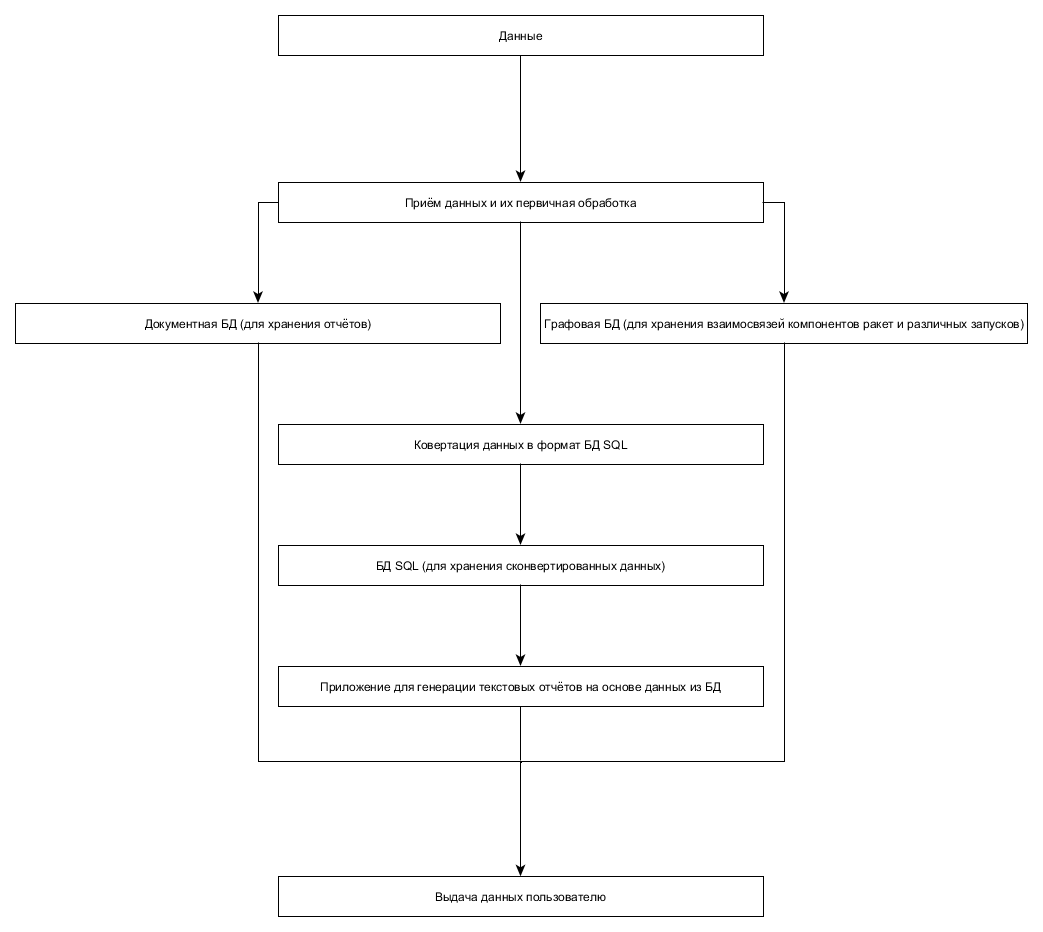 Данные
Приём данных и их первичная обработка
Документная БД (для хранения отчётов)
Графовая БД (для хранения взаимосвязей компонентов ракет и различных запусков)
Ковертация данных в формат БД SQL
БД SQL (для хранения сконвертированных данных)
Приложение для генерации текстовых отчётов на основе данных из БД
Выдача данных пользователю